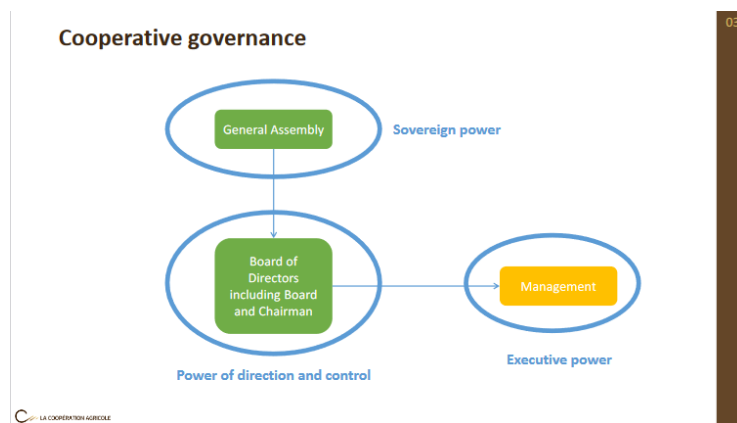 Cooperative governance
03
General Assembly
Sovereign power
Board of
Directors
including Board
and Chairman
Management
Executive power
Power of direction and control
LA COOPÉRATION AGRICOLE